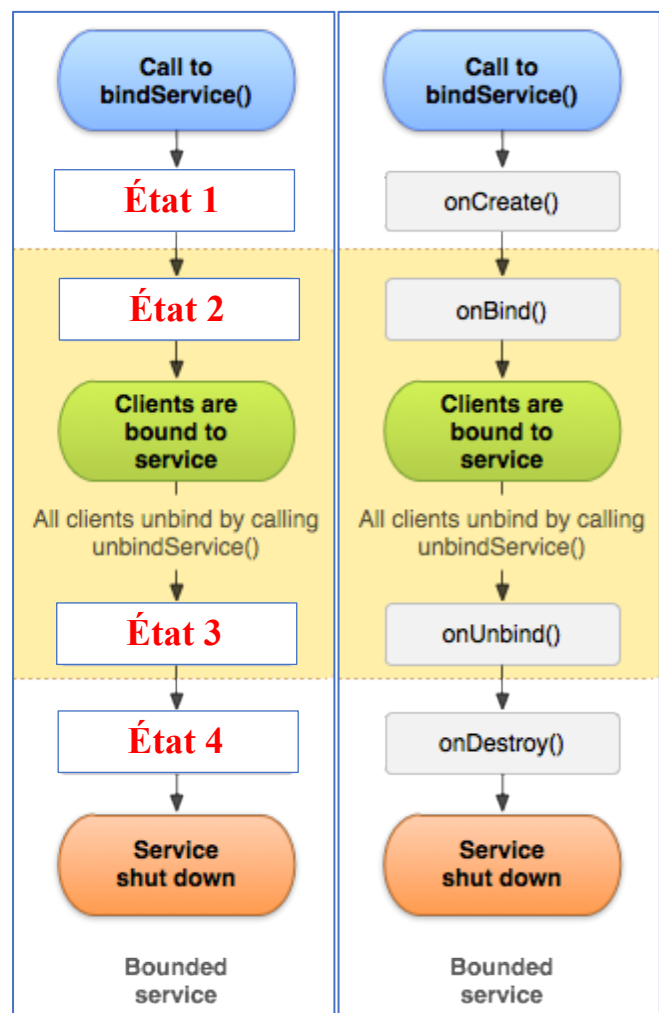 Call to
bindService()
État 1
État 2
Clients are
bound to
service
All clients unbind by calling
unbindService()
État 3
État 4
Service
shut down
Bounded
service
Call to
bindService()
onCreate()
onBind()
Clients are
bound to
service
All clients unbind by calling
unbindService()
onUnbind()
onDestroy()
Service
shut down
Bounded
service